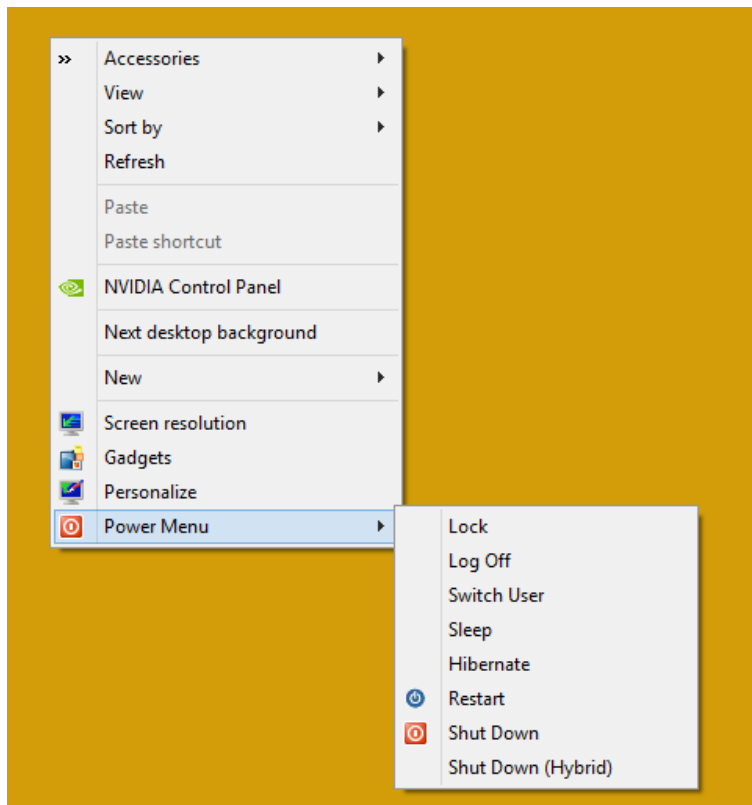 Accessories
View
Sort by
Refresh
Paste
Paste shortcut
NVIDIA Control Panel
Next desktop background
New
Screen resolution
Gadgets
Personalize
Power Menu
Lock
Log Off
Switch User
Sleep
Hibernate
Restart
Shut Down
Shut Down (Hybrid)